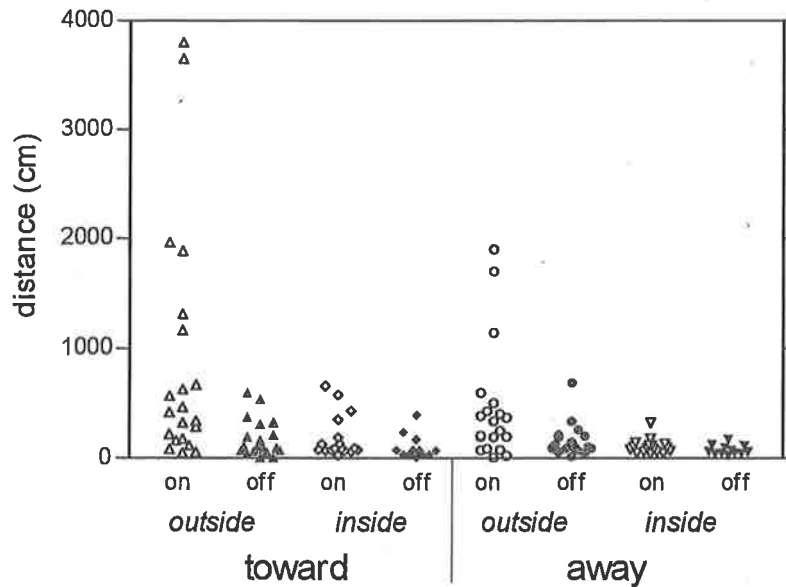 4000
3000
2000
1000
0
distance (cm)
on off on off on off on off
outside inside outside inside
toward away